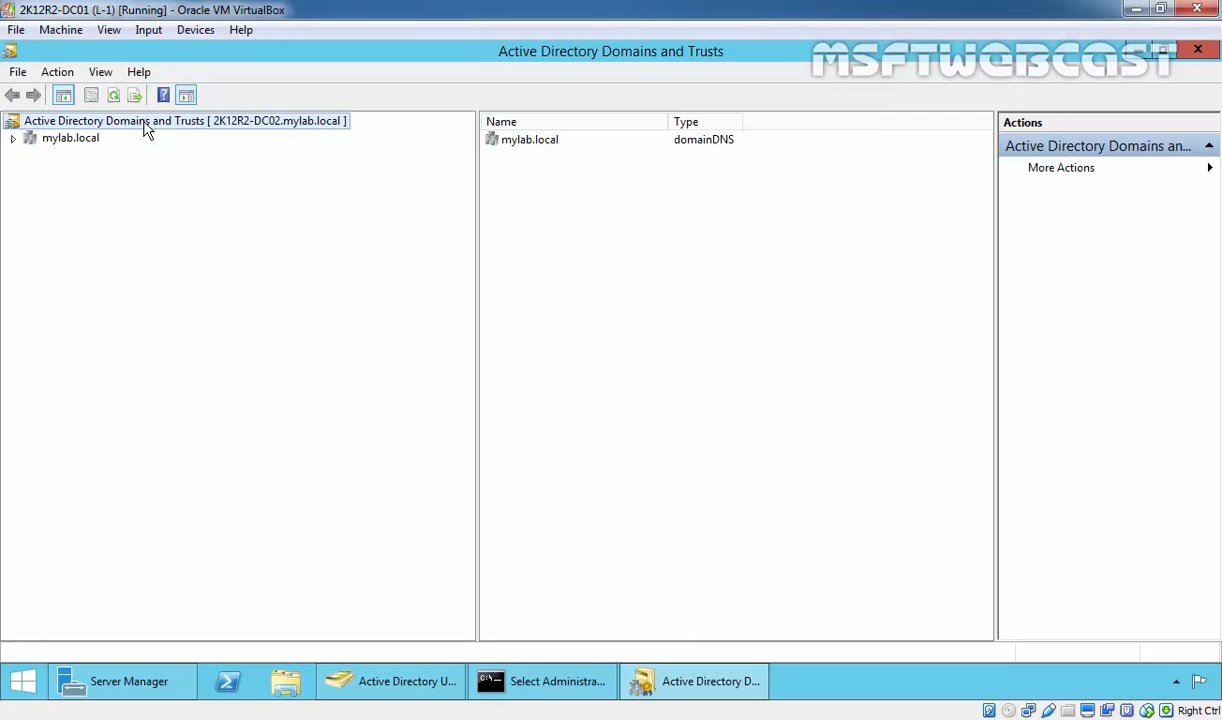 2K12R2-DC01 (L-1) [Running] - Oracle VM VirtualBox
File Machine View Input Devices Help
Active Directory Domains and Trusts
MSFTWEBCAST
File Action View Help
Active Directory Domains and Trusts [ 2K12R2-DC02.mylab.local ]
mylab.local
Name Type
mylab.local domainDNS
Actions
Active Directory Domains an...
More Actions
Server Manager
Active Directory U...
C:\.
Select Administra...
Active Directory D...
Right Ctrl